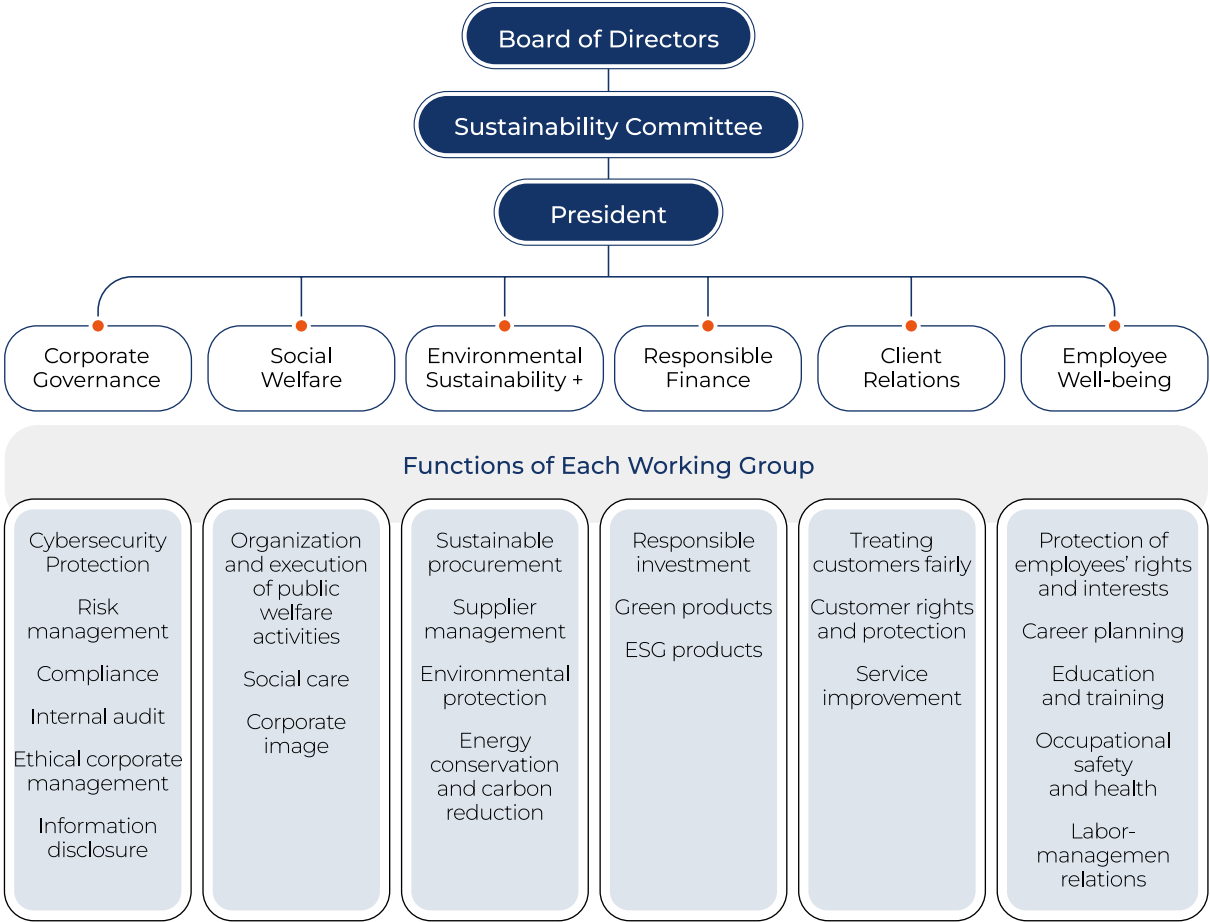 Board of Directors
Sustainability Committee
President
Corporate
Governance
Social
Welfare
Environmental
Sustainability +
Responsible
Finance
Client
Relations
Employee
Well-being
Functions of Each Working Group
Cybersecurity
Protection
Risk
management
Compliance
Internal audit
Ethical corporate
management
Information
disclosure
Organization
and execution
of public
welfare
activities
Social care
Corporate
image
Sustainable
procurement
Supplier
management
Environmental
protection
Energy
conservation
and carbon
reduction
Responsible
investment
Green products
ESG products
Treating
customers fairly
Customer rights
and protection
Service
improvement
Protection of
employees’ rights
and interests
Career planning
Education
and training
Occupational
safety
and health
Labor-
managemen
relations